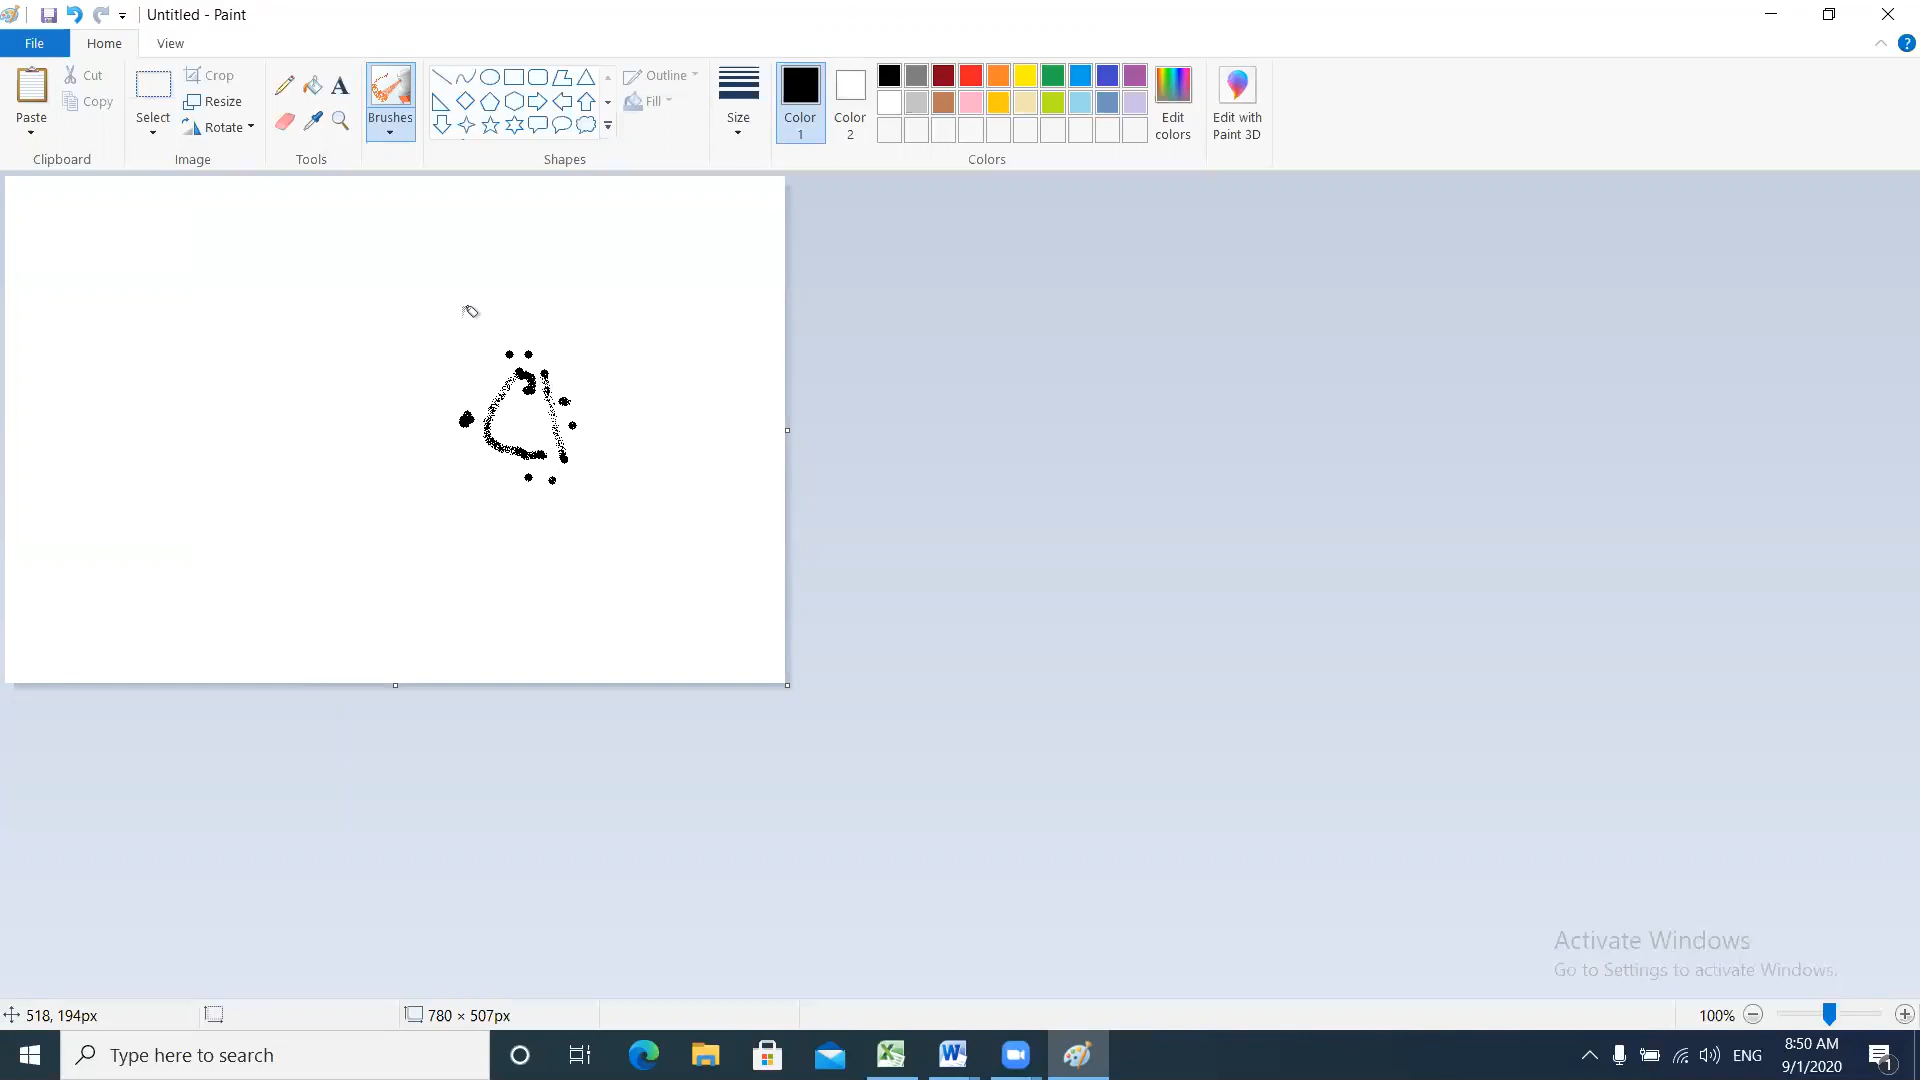 Untitled - Paint
File Home View
Paste Cut Copy Clipboard
Select Crop Resize Rotate Image
Tools
Brushes
Outline Fill Shapes
Size
Color 1 Color 2 Edit colors Colors
Edit with Paint 3D
Activate Windows
Go to Settings to activate Windows.
518, 194px 780 × 507px 100%
Type here to search ENG 8:50 AM 9/1/2020 1